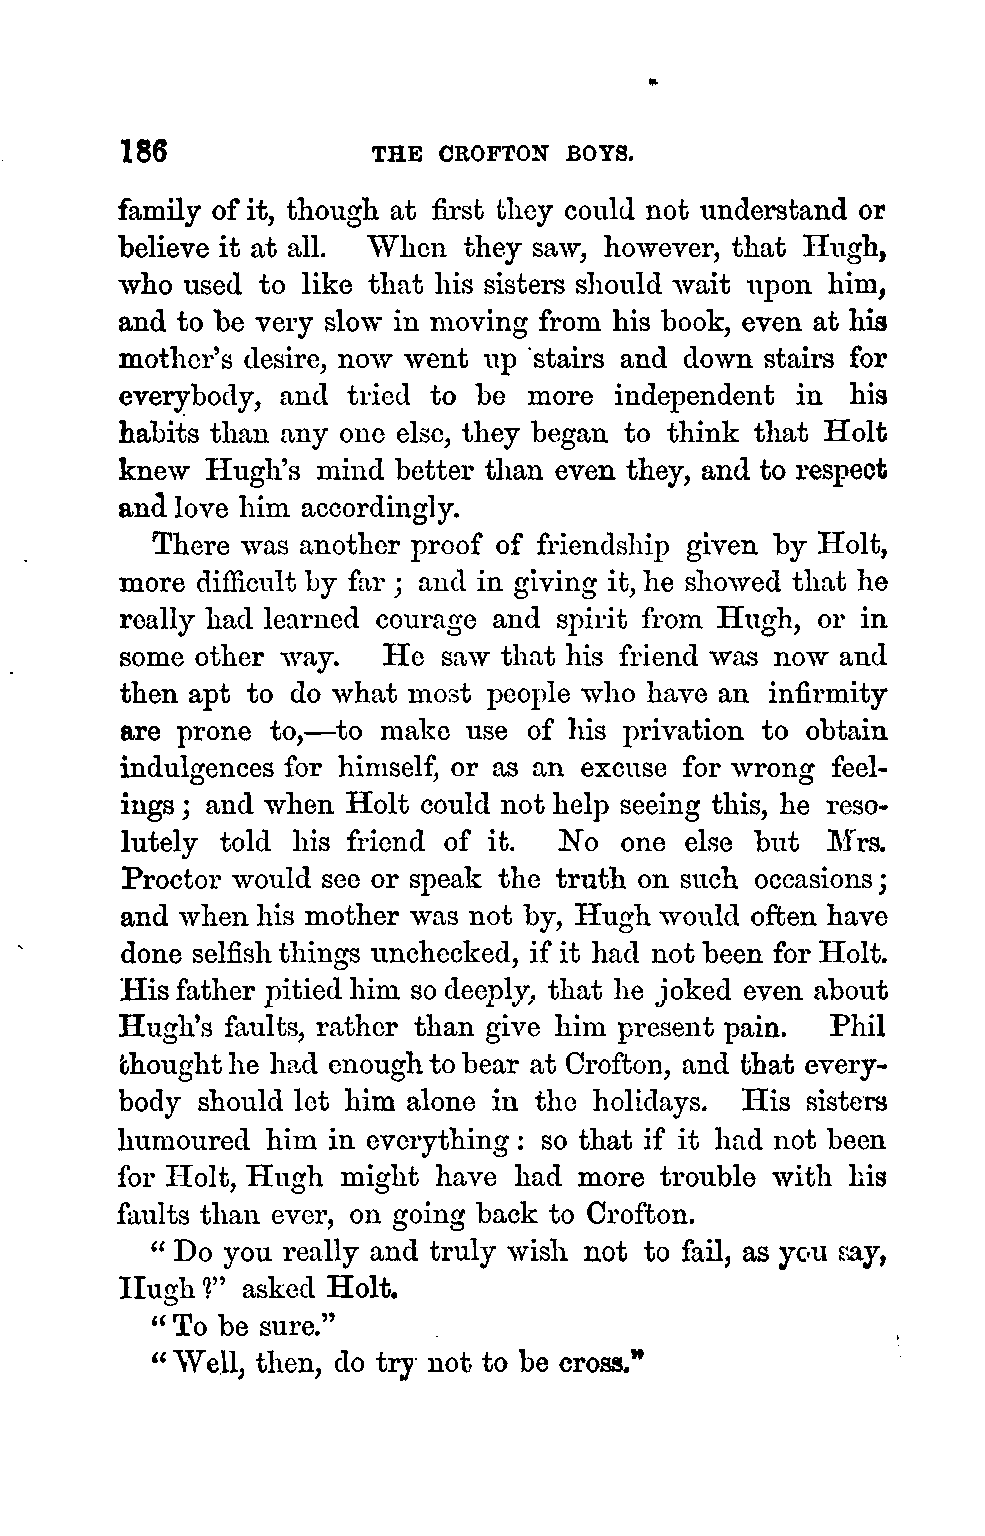 186 THE CROFTON BOYS.
family of it, though at first they could not understand or
believe it at all. When they saw, however, that Hugh,
who used to like that his sisters should wait upon him,
and to be very slow in moving from his book, even at his
mother's desire, now went up stairs and down stairs for
everybody, and tried to be more independent in his
habits than any one else, they began to think that Holt
knew Hugh's mind better than even they, and to respect
and love him accordingly.
There was another proof of friendship given by Holt,
more difficult by far; and in giving it, he showed that he
really had learned courage and spirit from Hugh, or in
some other way. He saw that his friend was now and
then apt to do what most people who have an infirmity
are prone to,—to make use of his privation to obtain
indulgences for himself, or as an excuse for wrong feel-
ings; and when Holt could not help seeing this, he reso-
lutely told his friend of it. No one else but Mrs.
Proctor would see or speak the truth on such occasions;
and when his mother was not by, Hugh would often have
done selfish things unchecked, if it had not been for Holt.
His father pitied him so deeply, that he joked even about
Hugh's faults, rather than give him present pain. Phil
thought he had enough to bear at Crofton, and that every-
body should let him alone in the holidays. His sisters
humoured him in everything: so that if it had not been
for Holt, Hugh might have had more trouble with his
faults than ever, on going back to Crofton.
"Do you really and truly wish not to fail, as you say,
Hugh?" asked Holt.
"To be sure."
"Well, then, do try not to be cross."